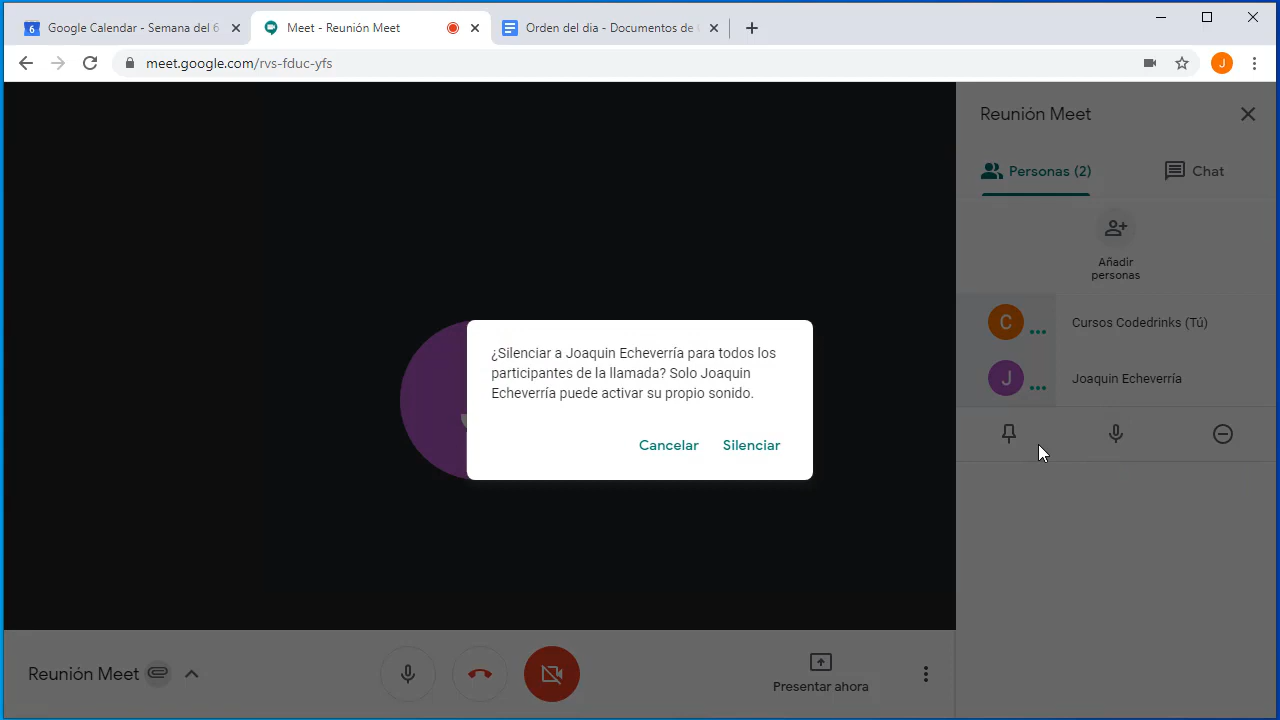 6
Google Calendar - Semana del 6
Meet - Reunión Meet
Orden del dia - Documentos de
meet.google.com/rvs-fduc-yfs
J
Reunión Meet
Personas (2)
Chat
Añadir
personas
C
Cursos Codedrinks (Tú)
J
Joaquin Echeverría
¿Silenciar a Joaquin Echeverría para todos los
participantes de la llamada? Solo Joaquin
Echeverría puede activar su propio sonido.
Cancelar
Silenciar
Reunión Meet
Presentar ahora